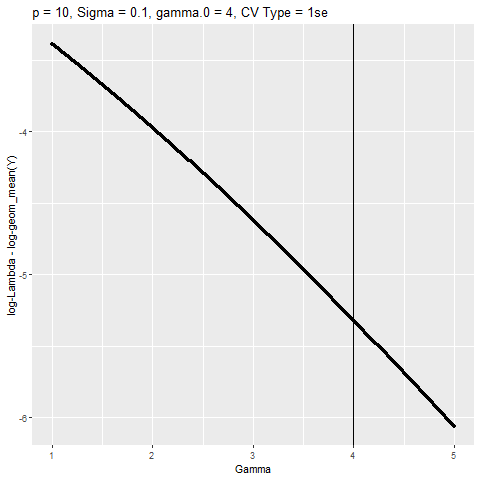 p = 10, Sigma = 0.1, gamma.0 = 4, CV Type = 1se
log-Lambda - log-geom_mean(Y)
-4
-5
-6
1 2 3 4 5
Gamma